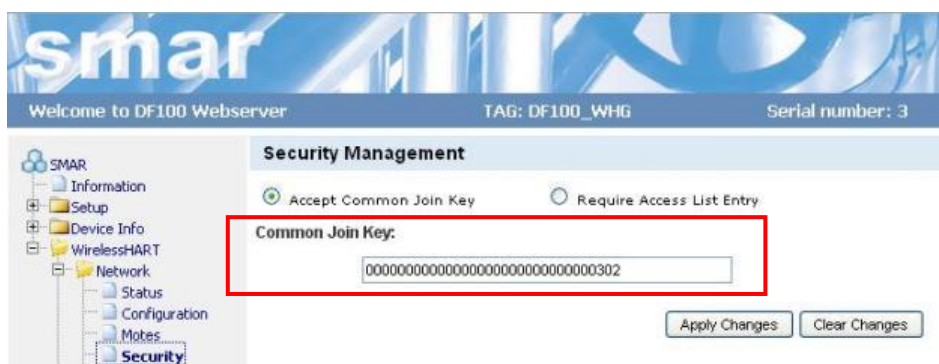 smar
Welcome to DF100 Webserver TAG: DF100_WHG Serial number: 3
SMAR
Information
Setup
Device Info
WirelessHART
Network
Status
Configuration
Motes
Security
Security Management
Accept Common Join Key Require Access List Entry
Common Join Key:
00000000000000000000000000000302
Apply Changes Clear Changes